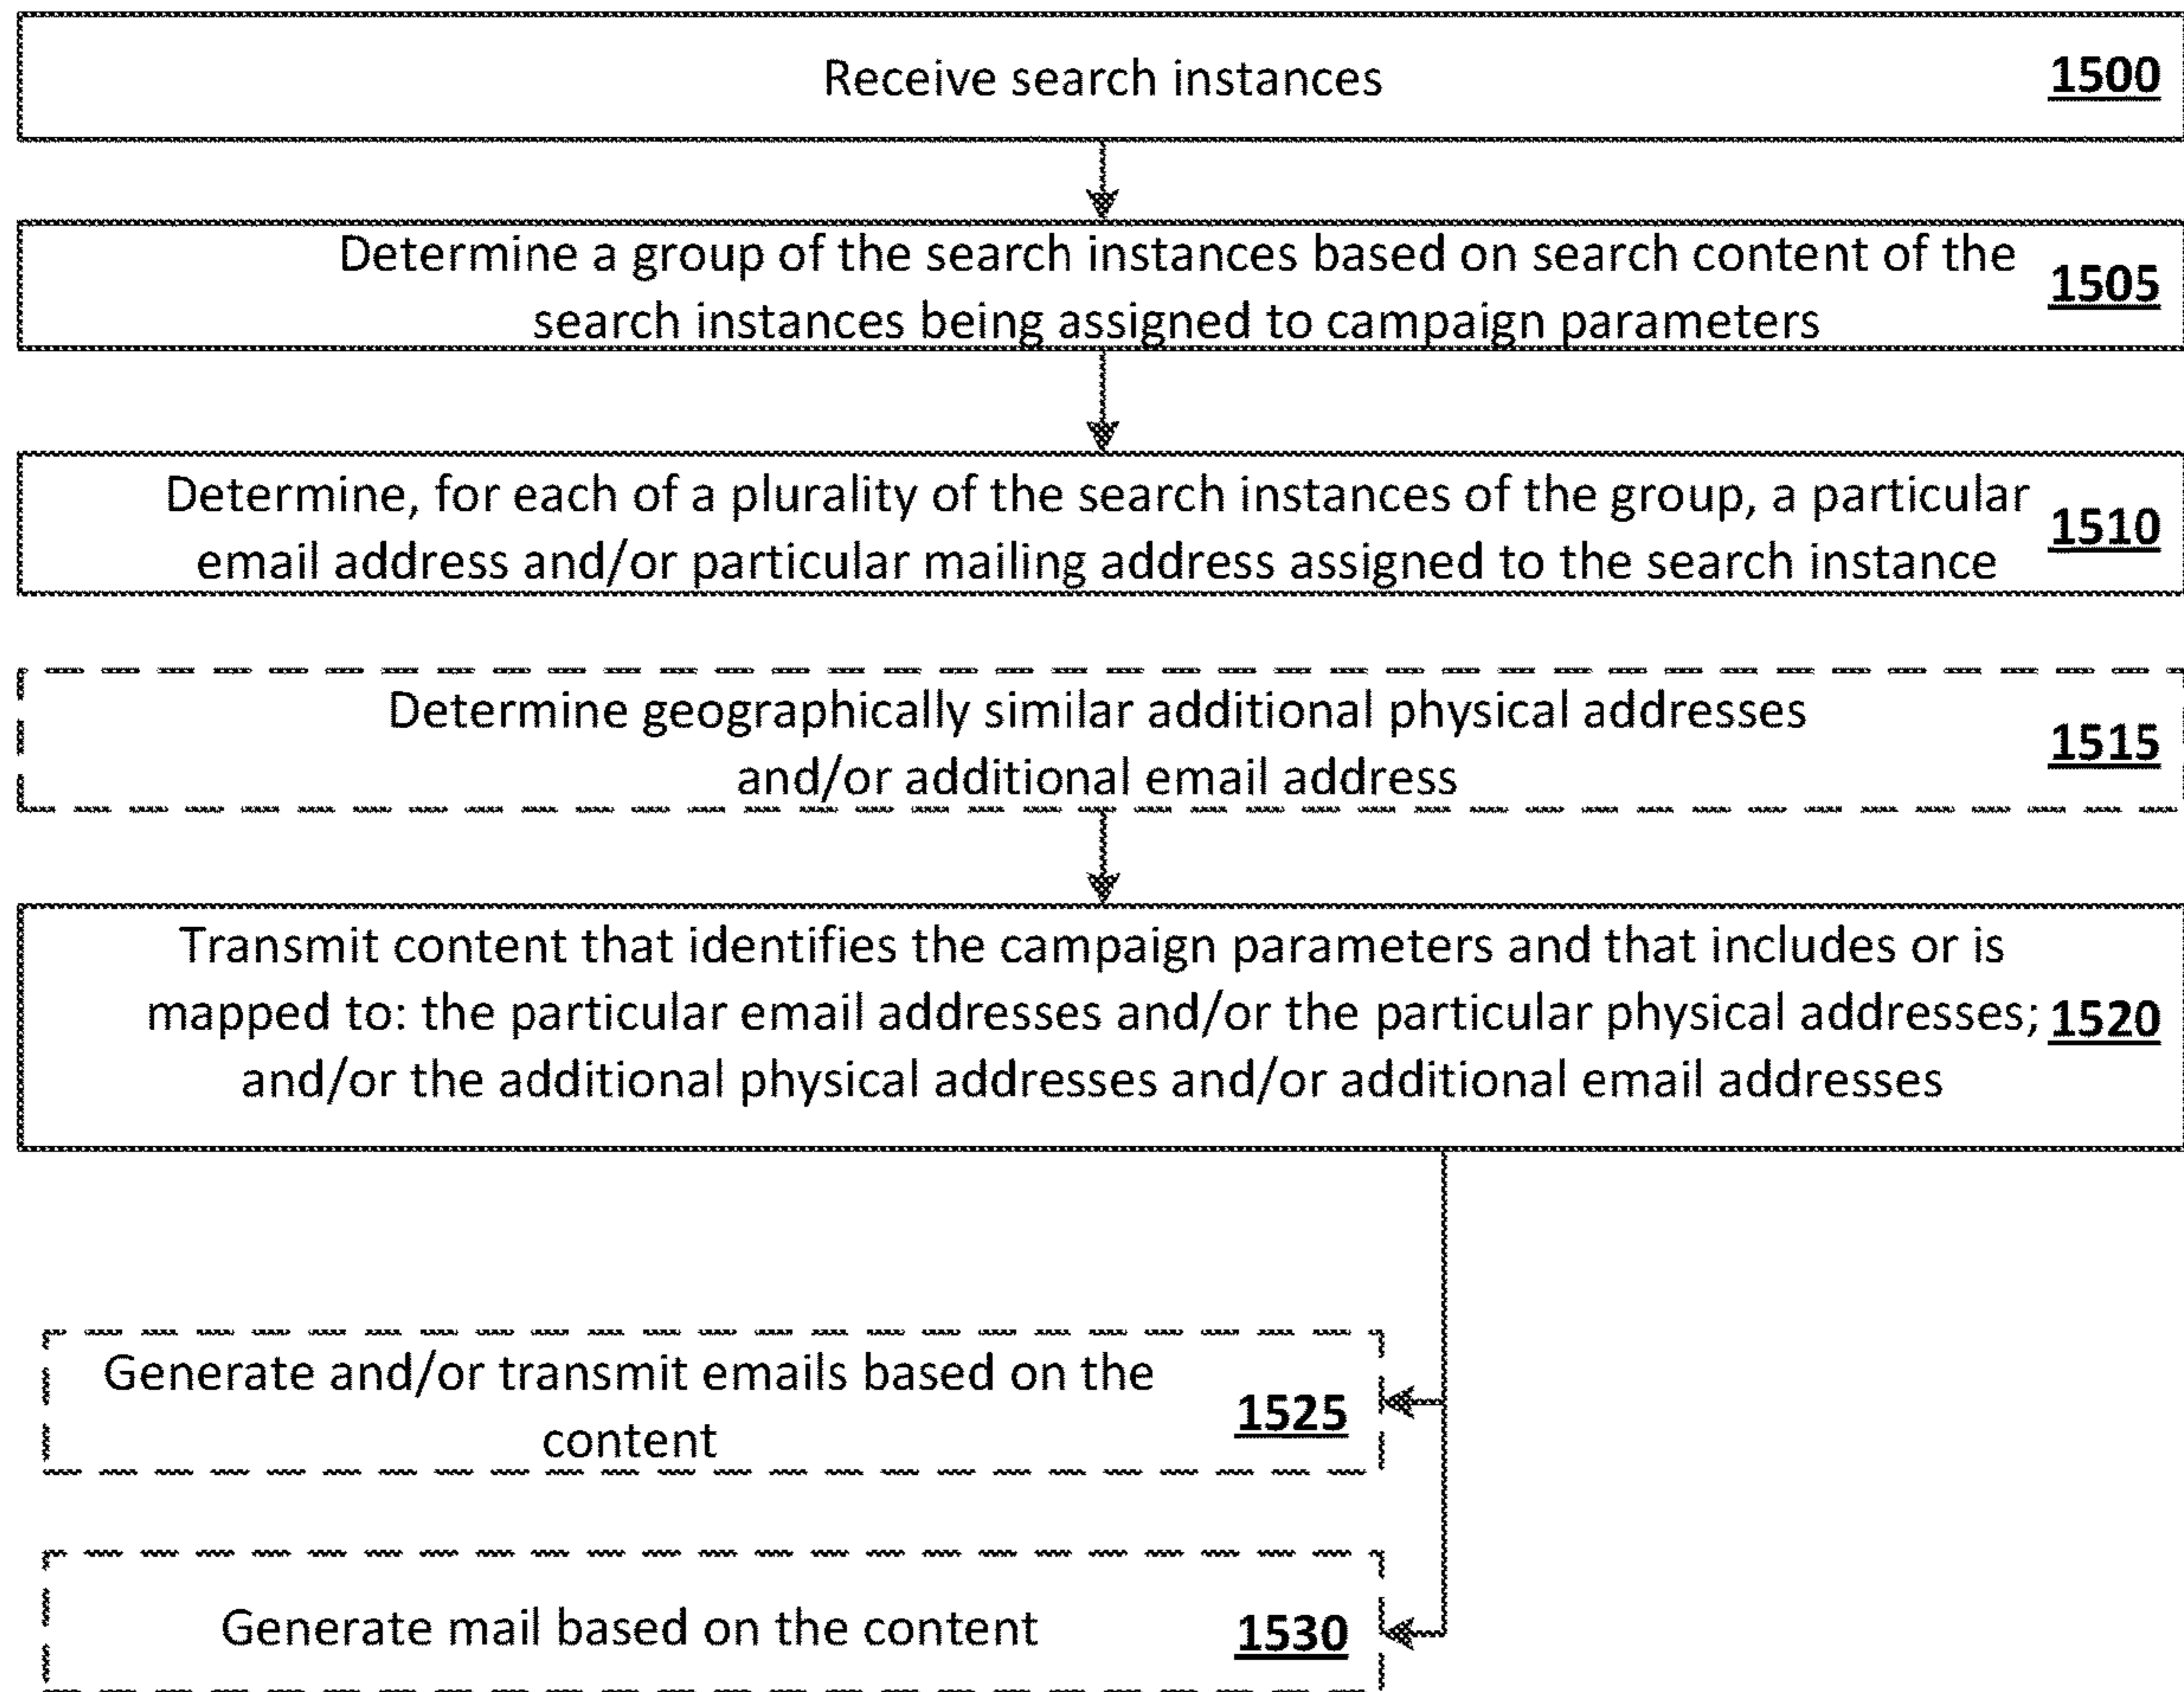 Receive search instances 1500
Determine a group of the search instances based on search content of the
search instances being assigned to campaign parameters
1505
Determine, for each of a plurality of the search instances of the group, a particular
email address and/or particular mailing address assigned to the search instance
1510
Determine geographically similar additional physical addresses
and/or additional email address
1515
Transmit content that identifies the campaign parameters and that includes or is
mapped to: the particular email addresses and/or the particular physical addresses; 1520
and/or the additional physical addresses and/or additional email addresses
Generate and/or transmit emails based on the
content
1525
Generate mail based on the content 1530